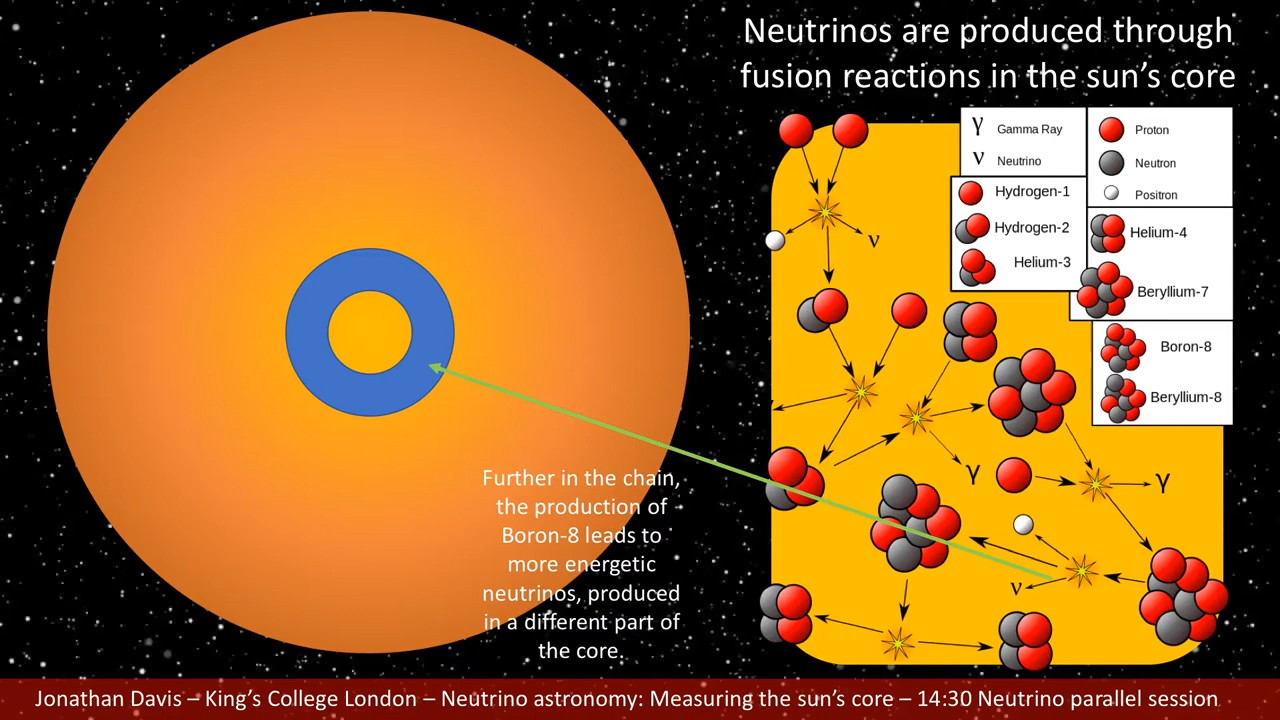 Neutrinos are produced through
fusion reactions in the sun's core
γ Gamma Ray
ν Neutrino
Proton
Neutron
Positron
Hydrogen-1
Hydrogen-2
Helium-3
Helium-4
Beryllium-7
Boron-8
Beryllium-8
ν
γ
γ
ν
Further in the chain,
the production of
Boron-8 leads to
more energetic
neutrinos, produced
in a different part of
the core.
Jonathan Davis – King's College London – Neutrino astronomy: Measuring the sun's core – 14:30 Neutrino parallel session